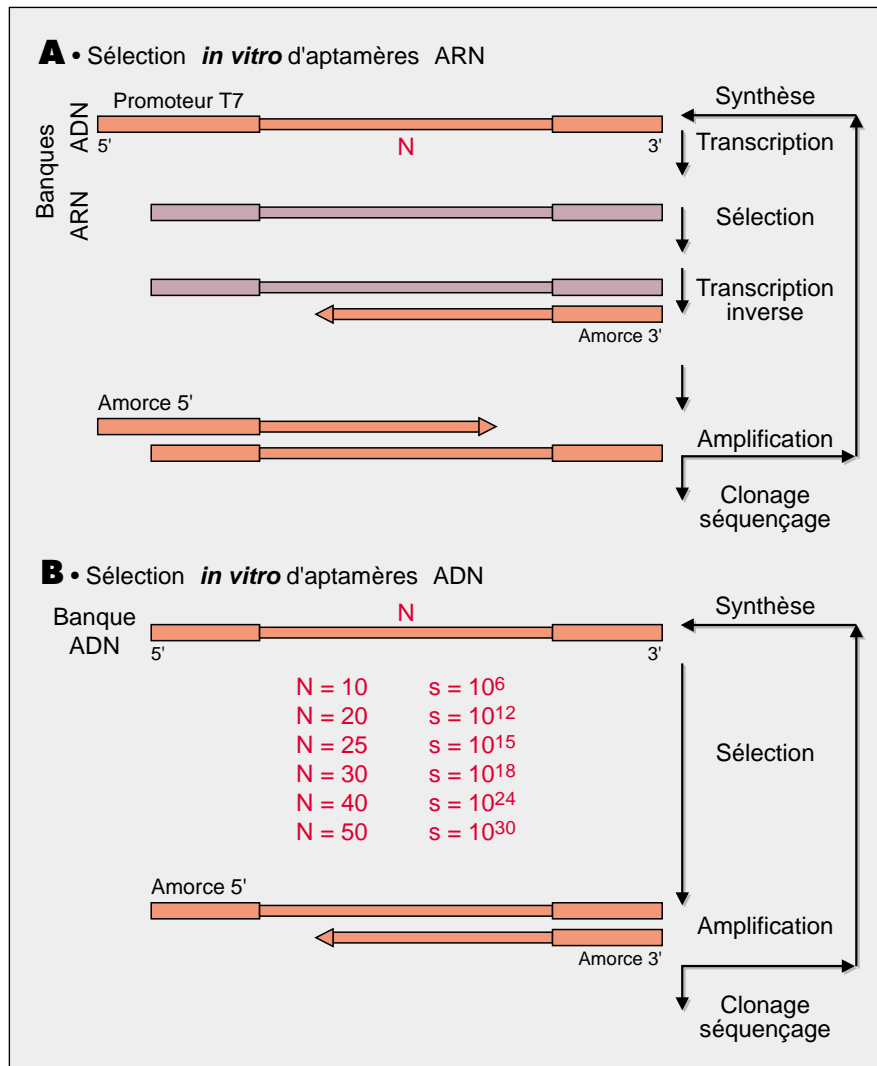 A • Sélection in vitro d'aptamères ARN
Banques
ADN
ARN
Promoteur T7
5'
N
3'
Synthèse
Transcription
Sélection
Transcription
inverse
Amorce 3'
Amorce 5'
Amplification
Clonage
séquençage
B • Sélection in vitro d'aptamères ADN
Banque
ADN
N
5'
3'
Synthèse
N = 10 s = 10⁶
N = 20 s = 10¹²
N = 25 s = 10¹⁵
N = 30 s = 10¹⁸
N = 40 s = 10²⁴
N = 50 s = 10³⁰
Sélection
Amorce 5'
Amplification
Amorce 3'
Clonage
séquençage